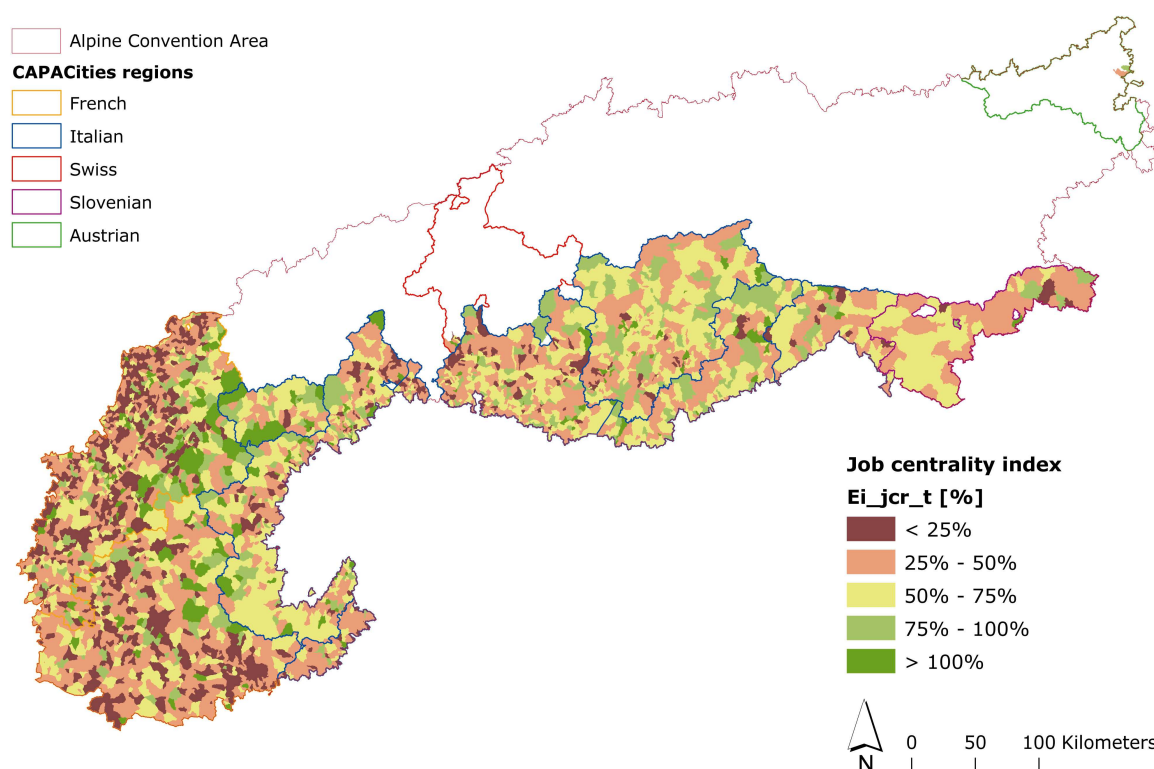 Alpine Convention Area
CAPACities regions
French
Italian
Swiss
Slovenian
Austrian
Job centrality index
Ei_jcr_t [%]
< 25%
25% - 50%
50% - 75%
75% - 100%
> 100%
N
0 50 100 Kilometers